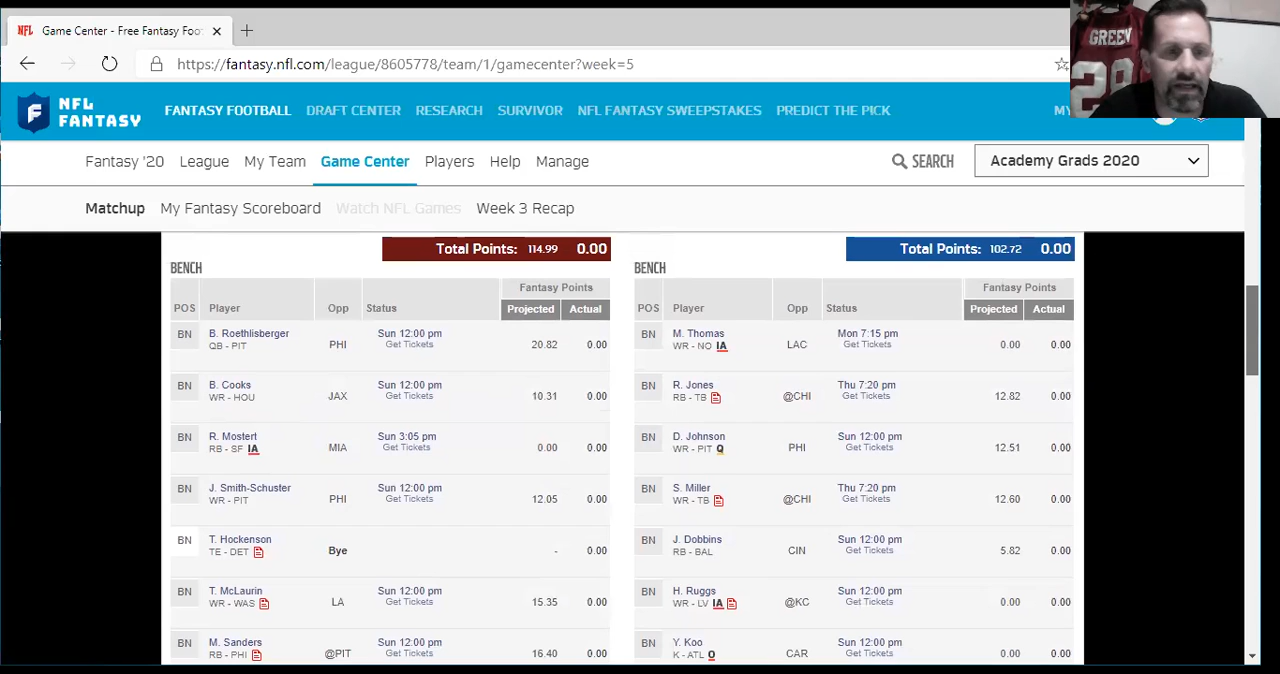 NFL Game Center - Free Fantasy Foo
https://fantasy.nfl.com/league/8605778/team/1/gamecenter?week=5
GREEN
28
NFL FANTASY
FANTASY FOOTBALL DRAFT CENTER RESEARCH SURVIVOR NFL FANTASY SWEEPSTAKES PREDICT THE PICK
Fantasy '20 League My Team Game Center Players Help Manage SEARCH Academy Grads 2020
Matchup My Fantasy Scoreboard Watch NFL Games Week 3 Recap
Total Points: 114.99 0.00 Total Points: 102.72 0.00
BENCH BENCH
Fantasy Points Fantasy Points
POS Player Opp Status Projected Actual POS Player Opp Status Projected Actual
BN B. Roethlisberger Sun 12:00 pm BN M. Thomas Mon 7:15 pm
QB - PIT PHI Get Tickets 20.82 0.00 WR - NO IA LAC Get Tickets 0.00 0.00
BN B. Cooks Sun 12:00 pm BN R. Jones Thu 7:20 pm
WR - HOU JAX Get Tickets 10.31 0.00 RB - TB @CHI Get Tickets 12.82 0.00
BN R. Mostert Sun 3:05 pm BN D. Johnson Sun 12:00 pm
RB - SF IA MIA Get Tickets 0.00 0.00 WR - PIT Q PHI Get Tickets 12.51 0.00
BN J. Smith-Schuster Sun 12:00 pm BN S. Miller Thu 7:20 pm
WR - PIT PHI Get Tickets 12.05 0.00 WR - TB @CHI Get Tickets 12.60 0.00
BN T. Hockenson BN J. Dobbins Sun 12:00 pm
TE - DET Bye - 0.00 RB - BAL CIN Get Tickets 5.82 0.00
BN T. McLaurin Sun 12:00 pm BN H. Ruggs Sun 12:00 pm
WR - WAS LA Get Tickets 15.35 0.00 WR - LV IA @KC Get Tickets 0.00 0.00
BN M. Sanders Sun 12:00 pm BN Y. Koo Sun 12:00 pm
RB - PHI @PIT Get Tickets 16.40 0.00 K - ATL Q CAR Get Tickets 0.00 0.00